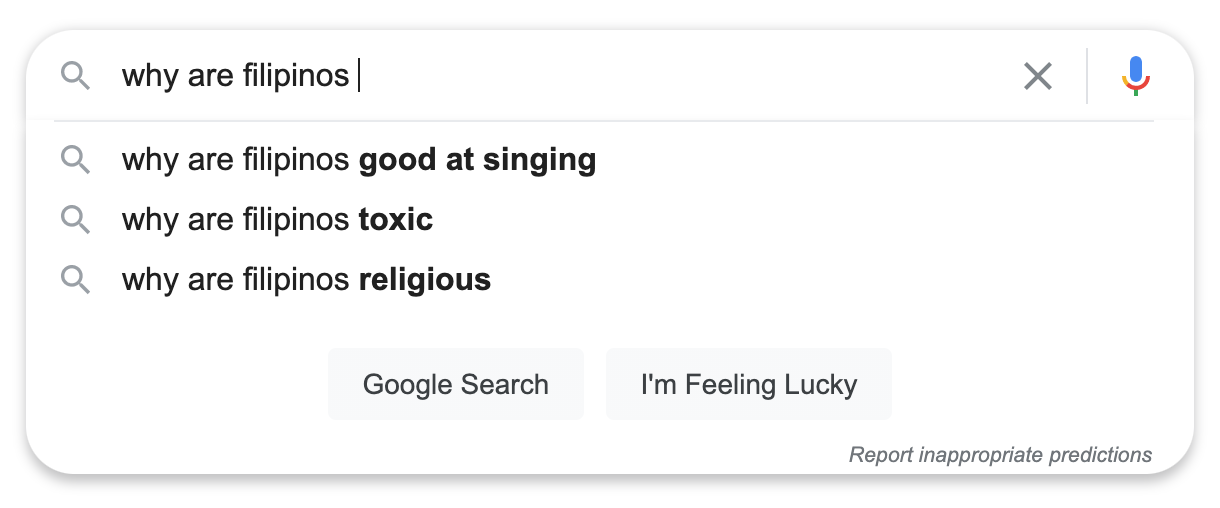 why are filipinos
why are filipinos good at singing
why are filipinos toxic
why are filipinos religious
Google Search
I'm Feeling Lucky
Report inappropriate predictions